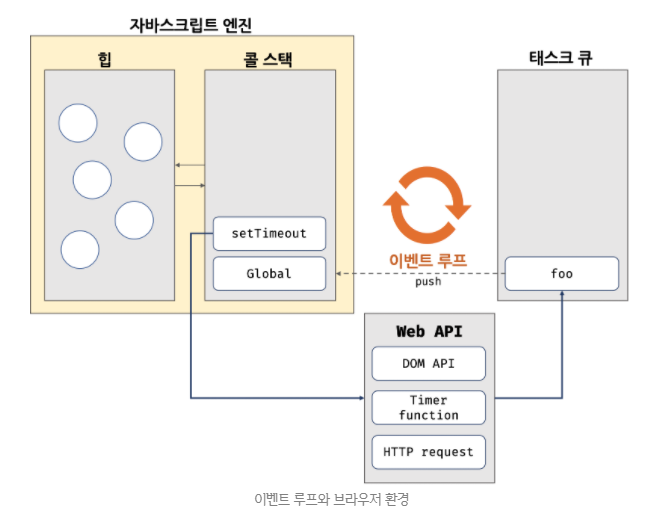 자바스크립트 엔진
힙
콜 스택
태스크 큐
setTimeout
Global
이벤트 루프
push
foo
Web API
DOM API
Timer
function
HTTP request
이벤트 루프와 브라우저 환경